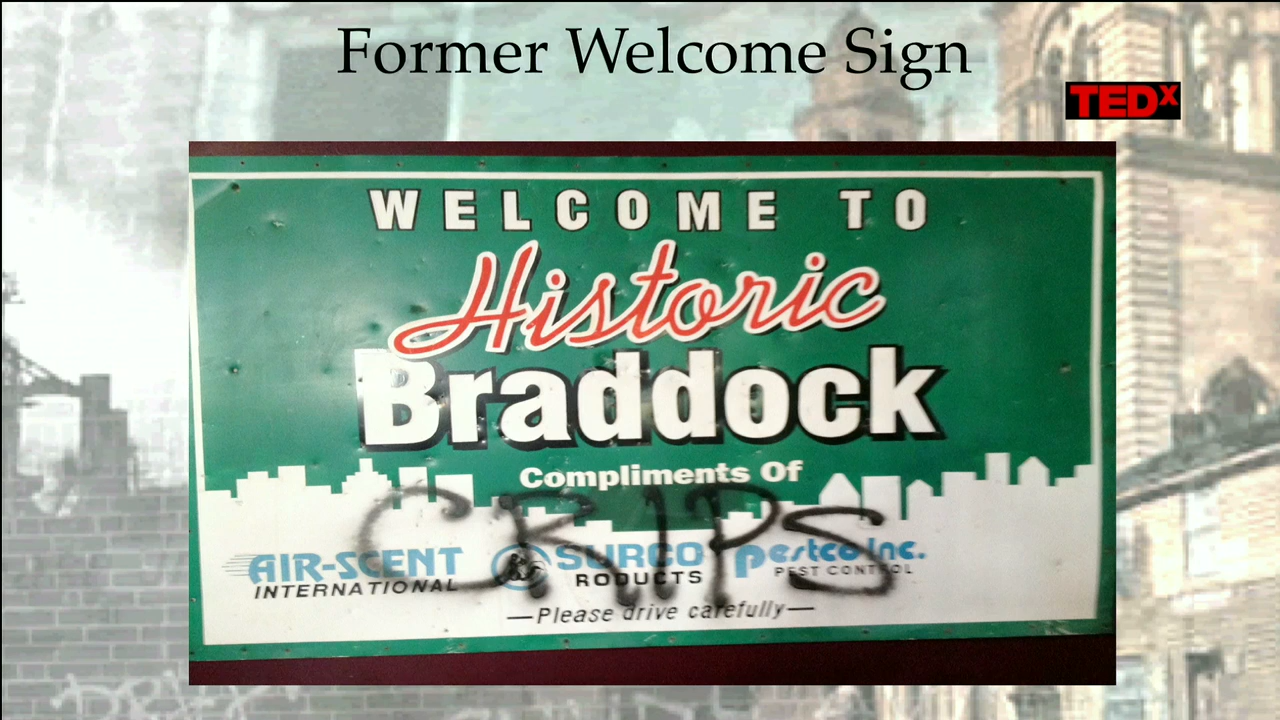 Former Welcome Sign
TEDx
WELCOME TO
Historic
Braddock
Compliments Of
CRIPS
AIR-SCENT
INTERNATIONAL
SURCO
RODUCTS
Pestco Inc.
PEST CONTROL
—Please drive carefully—